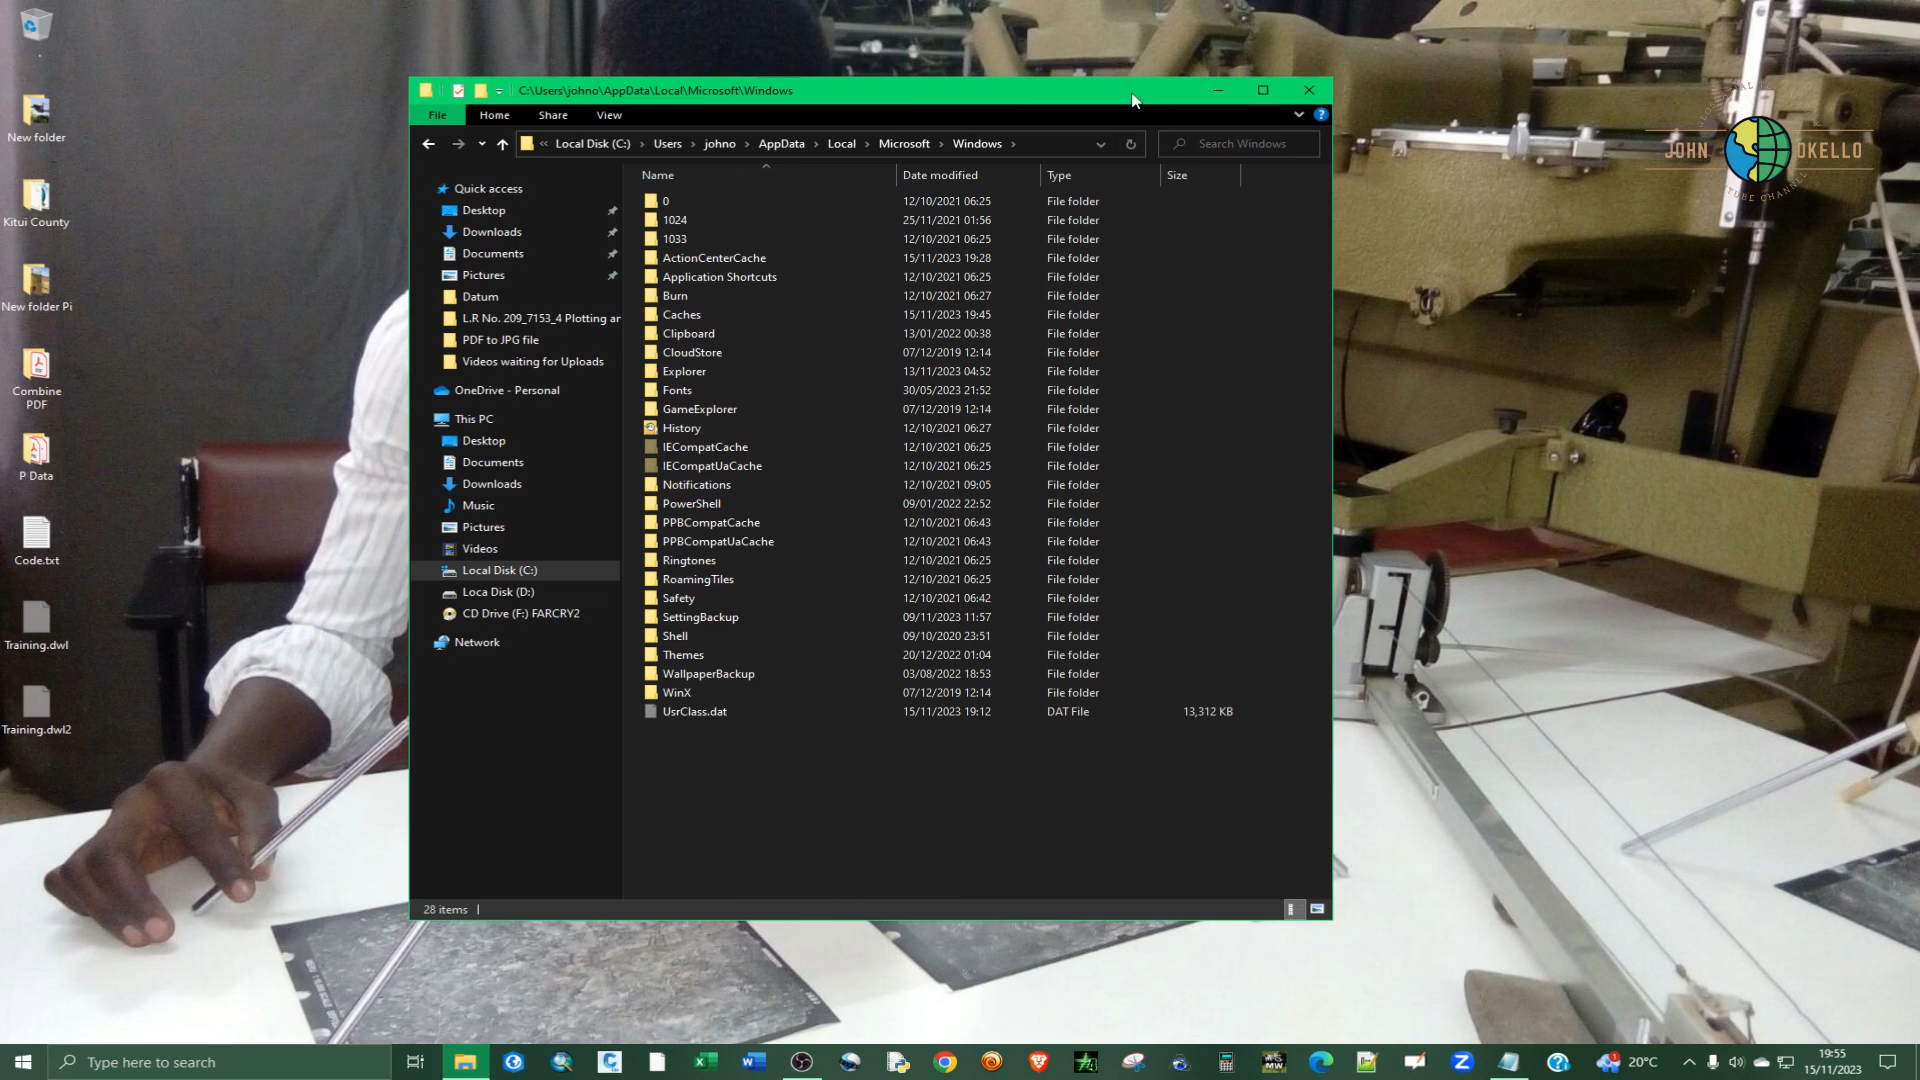 C:\Users\johno\AppData\Local\Microsoft\Windows
File Home Share View
« Local Disk (C:) › Users › johno › AppData › Local › Microsoft › Windows ›
Search Windows
Name Date modified Type Size
Quick access
Desktop
Downloads
Documents
Pictures
Datum
L.R No. 209_7153_4 Plotting ar
PDF to JPG file
Videos waiting for Uploads
OneDrive - Personal
This PC
Desktop
Documents
Downloads
Music
Pictures
Videos
Local Disk (C:)
Loca Disk (D:)
CD Drive (F:) FARCRY2
Network
0 12/10/2021 06:25 File folder
1024 25/11/2021 01:56 File folder
1033 12/10/2021 06:25 File folder
ActionCenterCache 15/11/2023 19:28 File folder
Application Shortcuts 12/10/2021 06:25 File folder
Burn 12/10/2021 06:27 File folder
Caches 15/11/2023 19:45 File folder
Clipboard 13/01/2022 00:38 File folder
CloudStore 07/12/2019 12:14 File folder
Explorer 13/11/2023 04:52 File folder
Fonts 30/05/2023 21:52 File folder
GameExplorer 07/12/2019 12:14 File folder
History 12/10/2021 06:27 File folder
IECompatCache 12/10/2021 06:25 File folder
IECompatUaCache 12/10/2021 06:25 File folder
Notifications 12/10/2021 09:05 File folder
PowerShell 09/01/2022 22:52 File folder
PPBCompatCache 12/10/2021 06:43 File folder
PPBCompatUaCache 12/10/2021 06:43 File folder
Ringtones 12/10/2021 06:25 File folder
RoamingTiles 12/10/2021 06:25 File folder
Safety 12/10/2021 06:42 File folder
SettingBackup 09/11/2023 11:57 File folder
Shell 09/10/2020 23:51 File folder
Themes 20/12/2022 01:04 File folder
WallpaperBackup 03/08/2022 18:53 File folder
WinX 07/12/2019 12:14 File folder
UsrClass.dat 15/11/2023 19:12 DAT File 13,312 KB
28 items
New folder
Kitui County
New folder Pi
Combine
PDF
P Data
Code.txt
Training.dwl
Training.dwl2
JOHN OKELLO
Type here to search
20°C
19:55
15/11/2023